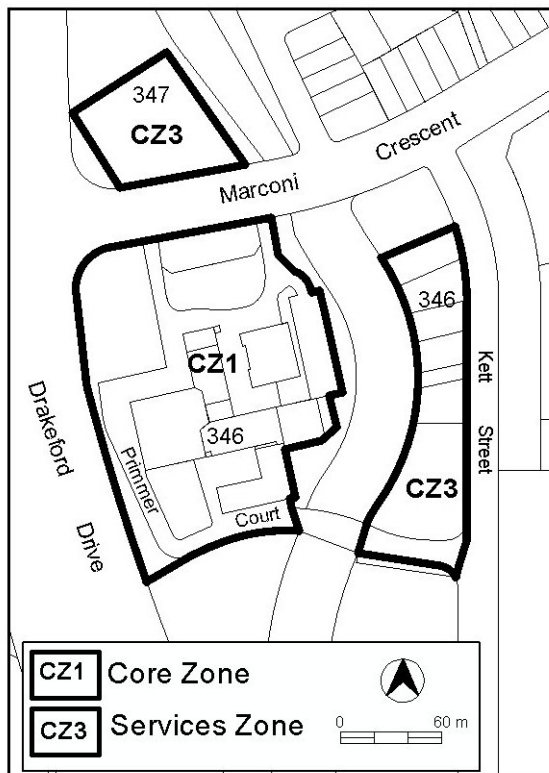 347
CZ3
Marconi
Crescent
346
CZ1
Kett
Street
Drakeford
Drive
346
Primmer
Court
CZ3
CZ1 Core Zone
CZ3 Services Zone
0 60 m